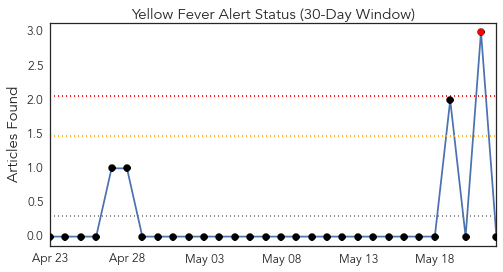 Yellow Fever Alert Status (30-Day Window)
Articles Found
3.0
2.5
2.0
1.5
1.0
0.5
0.0
Apr 23 Apr 28 May 03 May 08 May 13 May 18